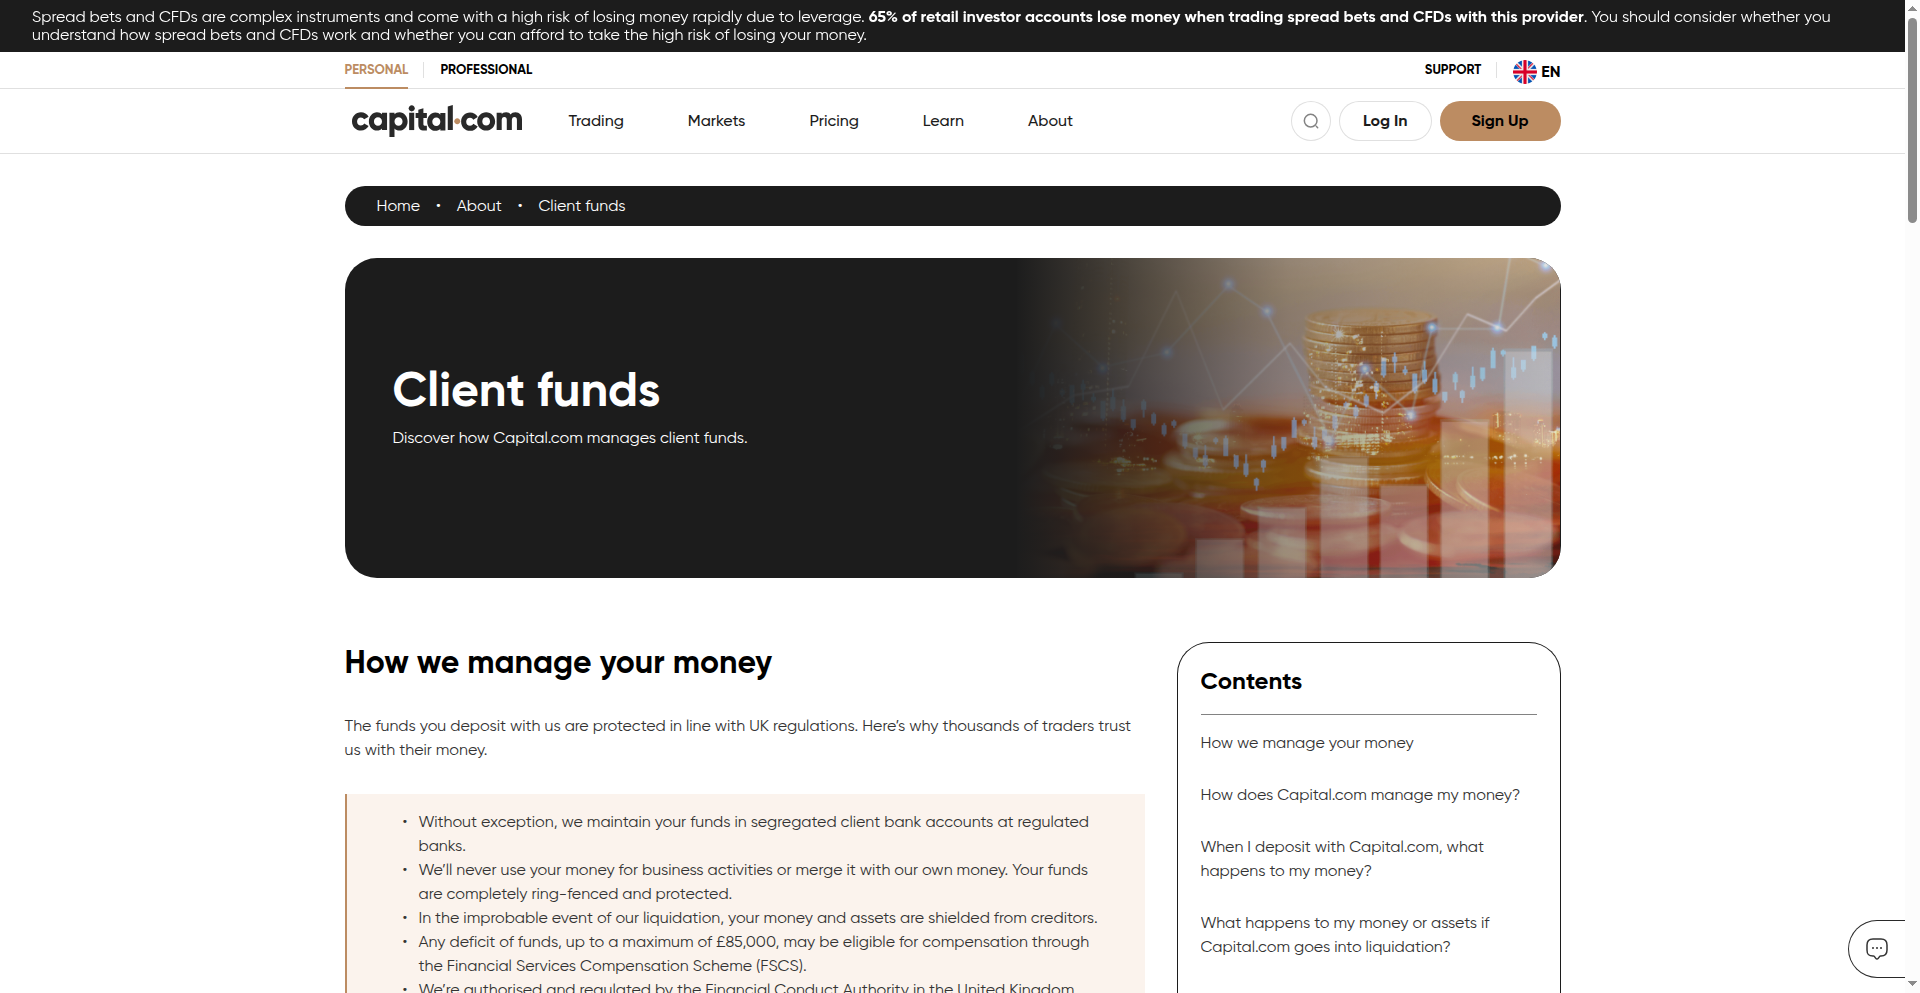 Spread bets and CFDs are complex instruments and come with a high risk of losing money rapidly due to leverage. 65% of retail investor accounts lose money when trading spread bets and CFDs with this provider. You should consider whether you
understand how spread bets and CFDs work and whether you can afford to take the high risk of losing your money.
PERSONAL PROFESSIONAL SUPPORT EN
capital.com Trading Markets Pricing Learn About Log In Sign Up
Home • About • Client funds
Client funds
Discover how Capital.com manages client funds.
How we manage your money
The funds you deposit with us are protected in line with UK regulations. Here’s why thousands of traders trust
us with their money.
• Without exception, we maintain your funds in segregated client bank accounts at regulated
banks.
• We’ll never use your money for business activities or merge it with our own money. Your funds
are completely ring-fenced and protected.
• In the improbable event of our liquidation, your money and assets are shielded from creditors.
• Any deficit of funds, up to a maximum of £85,000, may be eligible for compensation through
the Financial Services Compensation Scheme (FSCS).
• We’re authorised and regulated by the Financial Conduct Authority in the United Kingdom
Contents
How we manage your money
How does Capital.com manage my money?
When I deposit with Capital.com, what
happens to my money?
What happens to my money or assets if
Capital.com goes into liquidation?